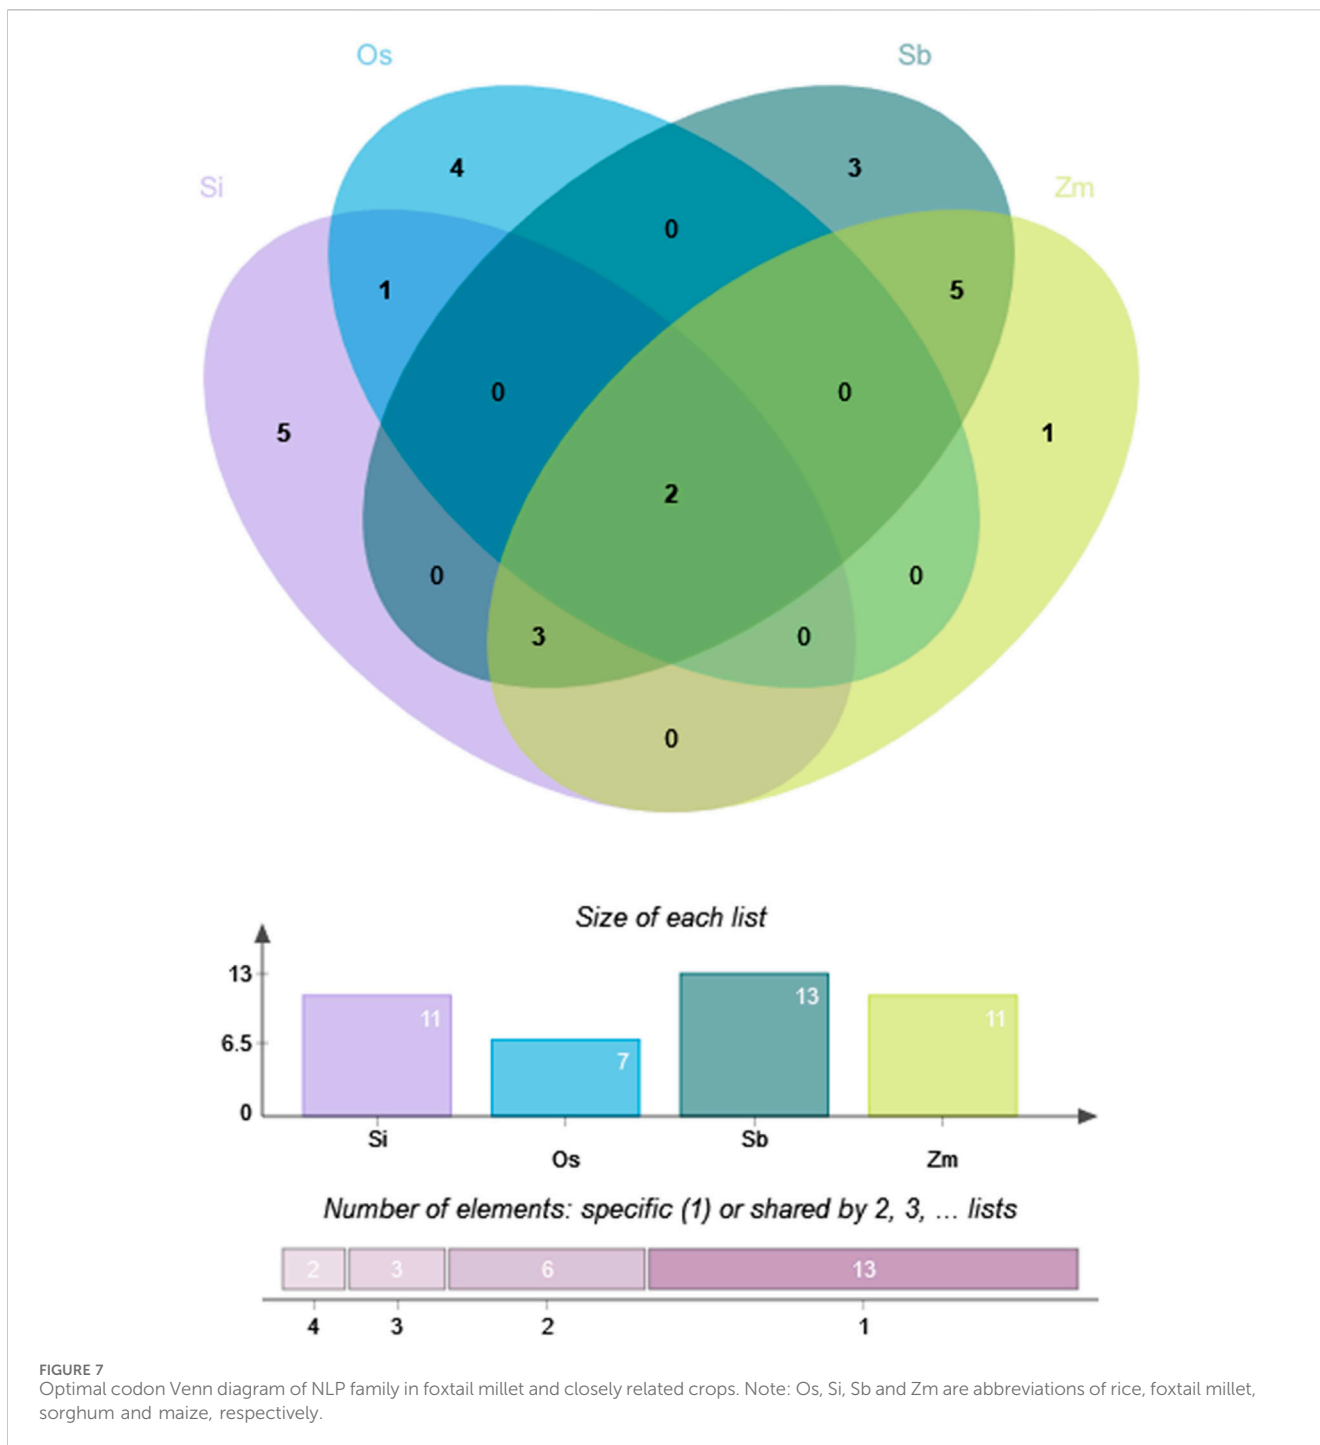 Os
Sb
Si
Zm
4
3
0
1
5
0
0
5
1
2
0
0
3
0
0
Size of each list
13
6.5
0
11
7
13
11
Si
Os
Sb
Zm
Number of elements: specific (1) or shared by 2, 3, ... lists
2 3 6 13
4 3 2 1
FIGURE 7
Optimal codon Venn diagram of NLP family in foxtail millet and closely related crops. Note: Os, Si, Sb and Zm are abbreviations of rice, foxtail millet,
sorghum and maize, respectively.